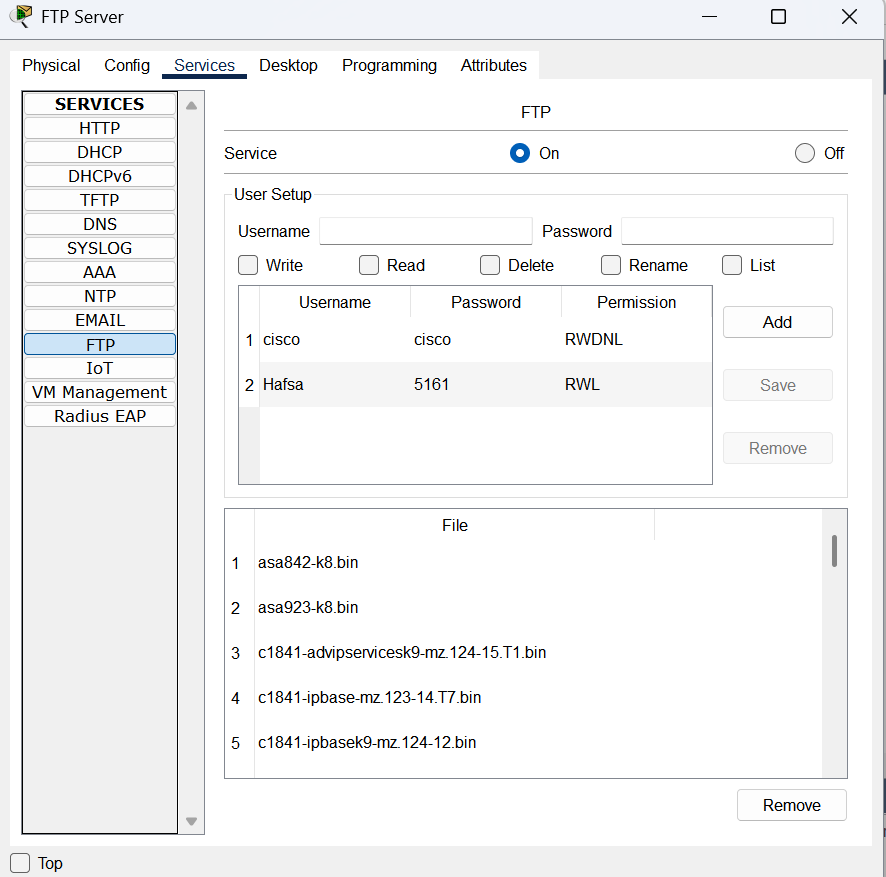 FTP Server
Physical Config Services Desktop Programming Attributes
SERVICES
HTTP
DHCP
DHCPv6
TFTP
DNS
SYSLOG
AAA
NTP
EMAIL
FTP
IoT
VM Management
Radius EAP
FTP
Service On Off
User Setup
Username Password
Write Read Delete Rename List
Username Password Permission
1 cisco cisco RWDNL
2 Hafsa 5161 RWL
Add
Save
Remove
File
1 asa842-k8.bin
2 asa923-k8.bin
3 c1841-advipservicesk9-mz.124-15.T1.bin
4 c1841-ipbase-mz.123-14.T7.bin
5 c1841-ipbasek9-mz.124-12.bin
Remove
Top